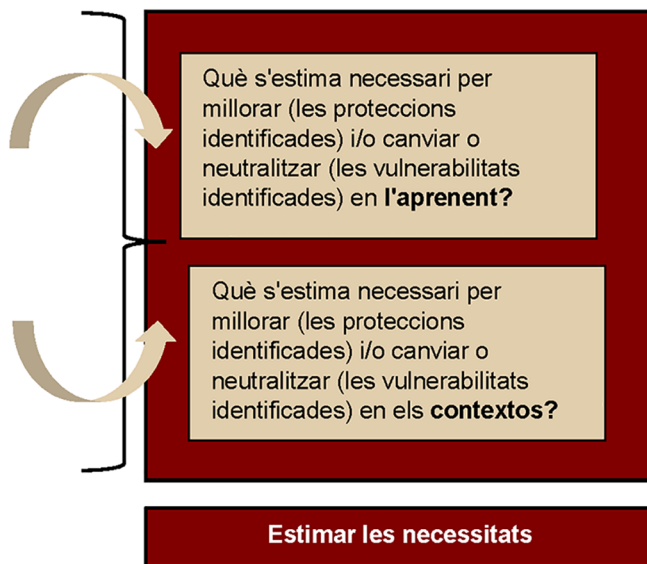 Què s'estima necessari per
millorar (les proteccions
identificades) i/o canviar o
neutralitzar (les vulnerabilitats
identificades) en l'aprenent?
Què s'estima necessari per
millorar (les proteccions
identificades) i/o canviar o
neutralitzar (les vulnerabilitats
identificades) en els contextos?
Estimar les necessitats